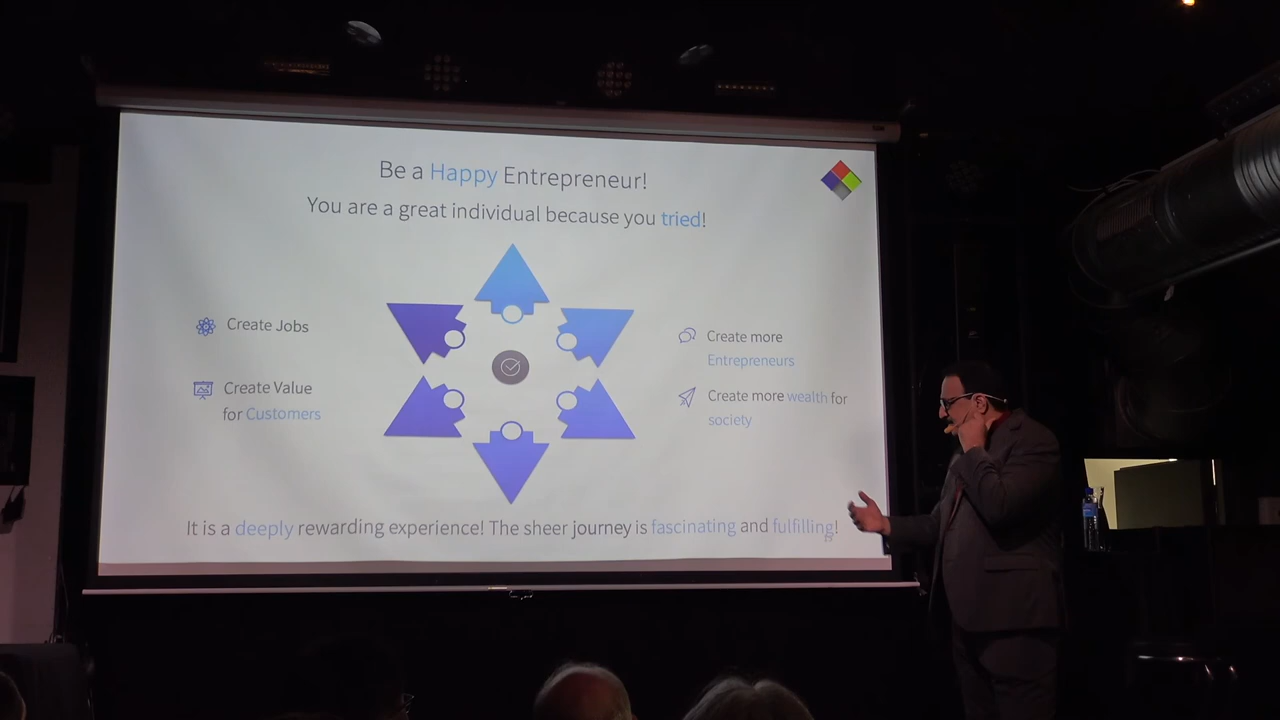 Be a Happy Entrepreneur!
You are a great individual because you tried!
Create Jobs
Create Value
for Customers
Create more
Entrepreneurs
Create more wealth for
society
It is a deeply rewarding experience! The sheer journey is fascinating and fulfilling!